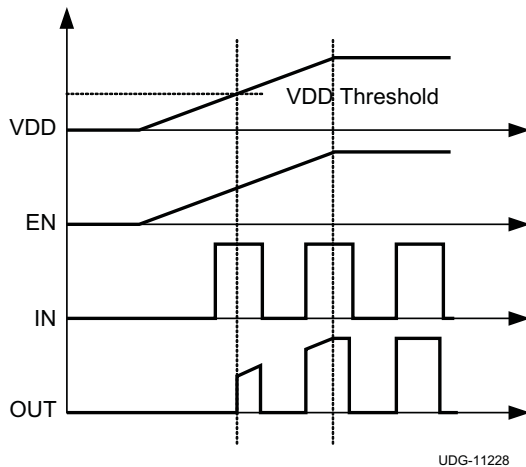 VDD Threshold
VDD
EN
IN
OUT
UDG-11228